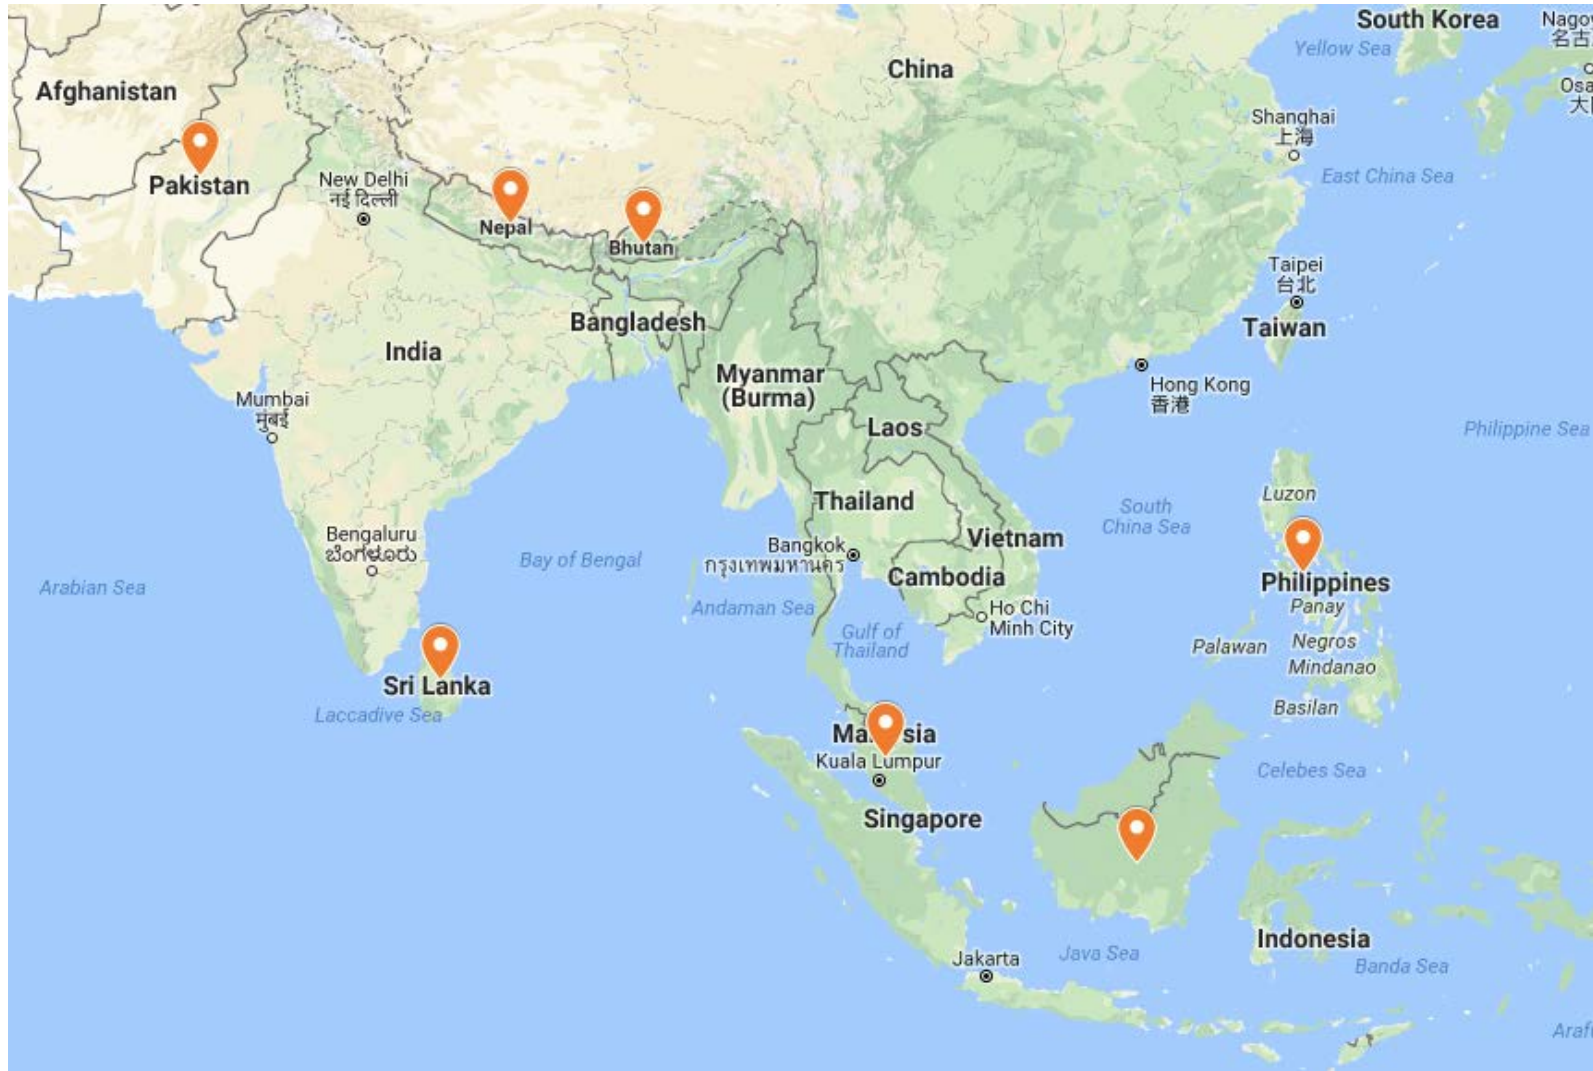 South Korea
Nago
名古
Yellow Sea
China
Osa
大
Afghanistan
Shanghai
上海
East China Sea
Pakistan
New Delhi
नई दिल्ली
Nepal
Bhutan
Taipei
台北
Taiwan
Bangladesh
India
Myanmar
(Burma)
Hong Kong
香港
Mumbai
मुंबई
Laos
Philippine Sea
Luzon
Thailand
South
China Sea
Bengaluru
ಬೆಂಗಳೂರು
Vietnam
Bay of Bengal
Bangkok
กรุงเทพมหานคร
Cambodia
Philippines
Arabian Sea
Andaman Sea
Panay
Ho Chi
Minh City
Gulf of
Thailand
Palawan
Negros
Mindanao
Sri Lanka
Laccadive Sea
Basilan
Ma sia
Kuala Lumpur
Celebes Sea
Singapore
Indonesia
Java Sea
Jakarta
Banda Sea
Araf